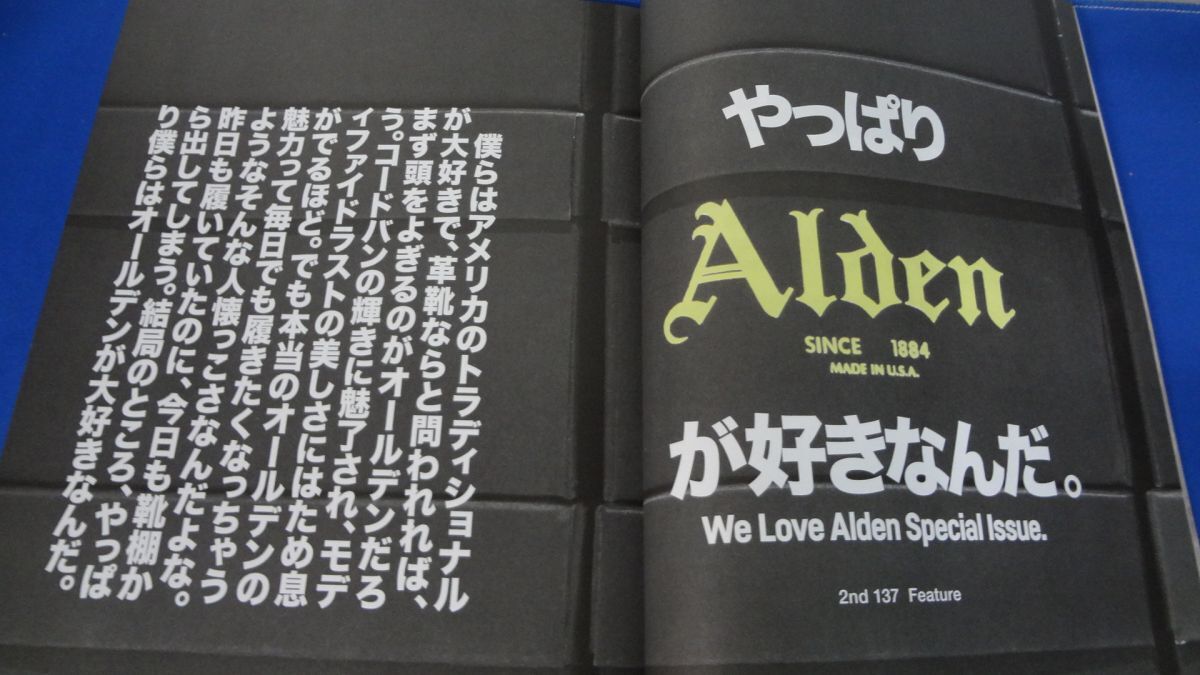 やっぱり
Alden
SINCE 1884
MADE IN U.S.A.
が好きなんだ。
We Love Alden Special Issue.
2nd 137 Feature
僕らはアメリカのトラディショナル
が大好きで、革靴ならと問われれば、
まず頭をよぎるのがオールデンだろ
う。コードバンの輝きに魅了され、モデ
ィファイドラストの美しさにはため息
がでるほど。でも本当のオールデンの
魅力って毎日でも履きたくなっちゃう
ようなそんな人懐っこさなんだよな。
昨日も履いていたのに、今日も靴棚か
ら出してしまう。結局のところ、やっぱ
り僕らはオールデンが大好きなんだ。